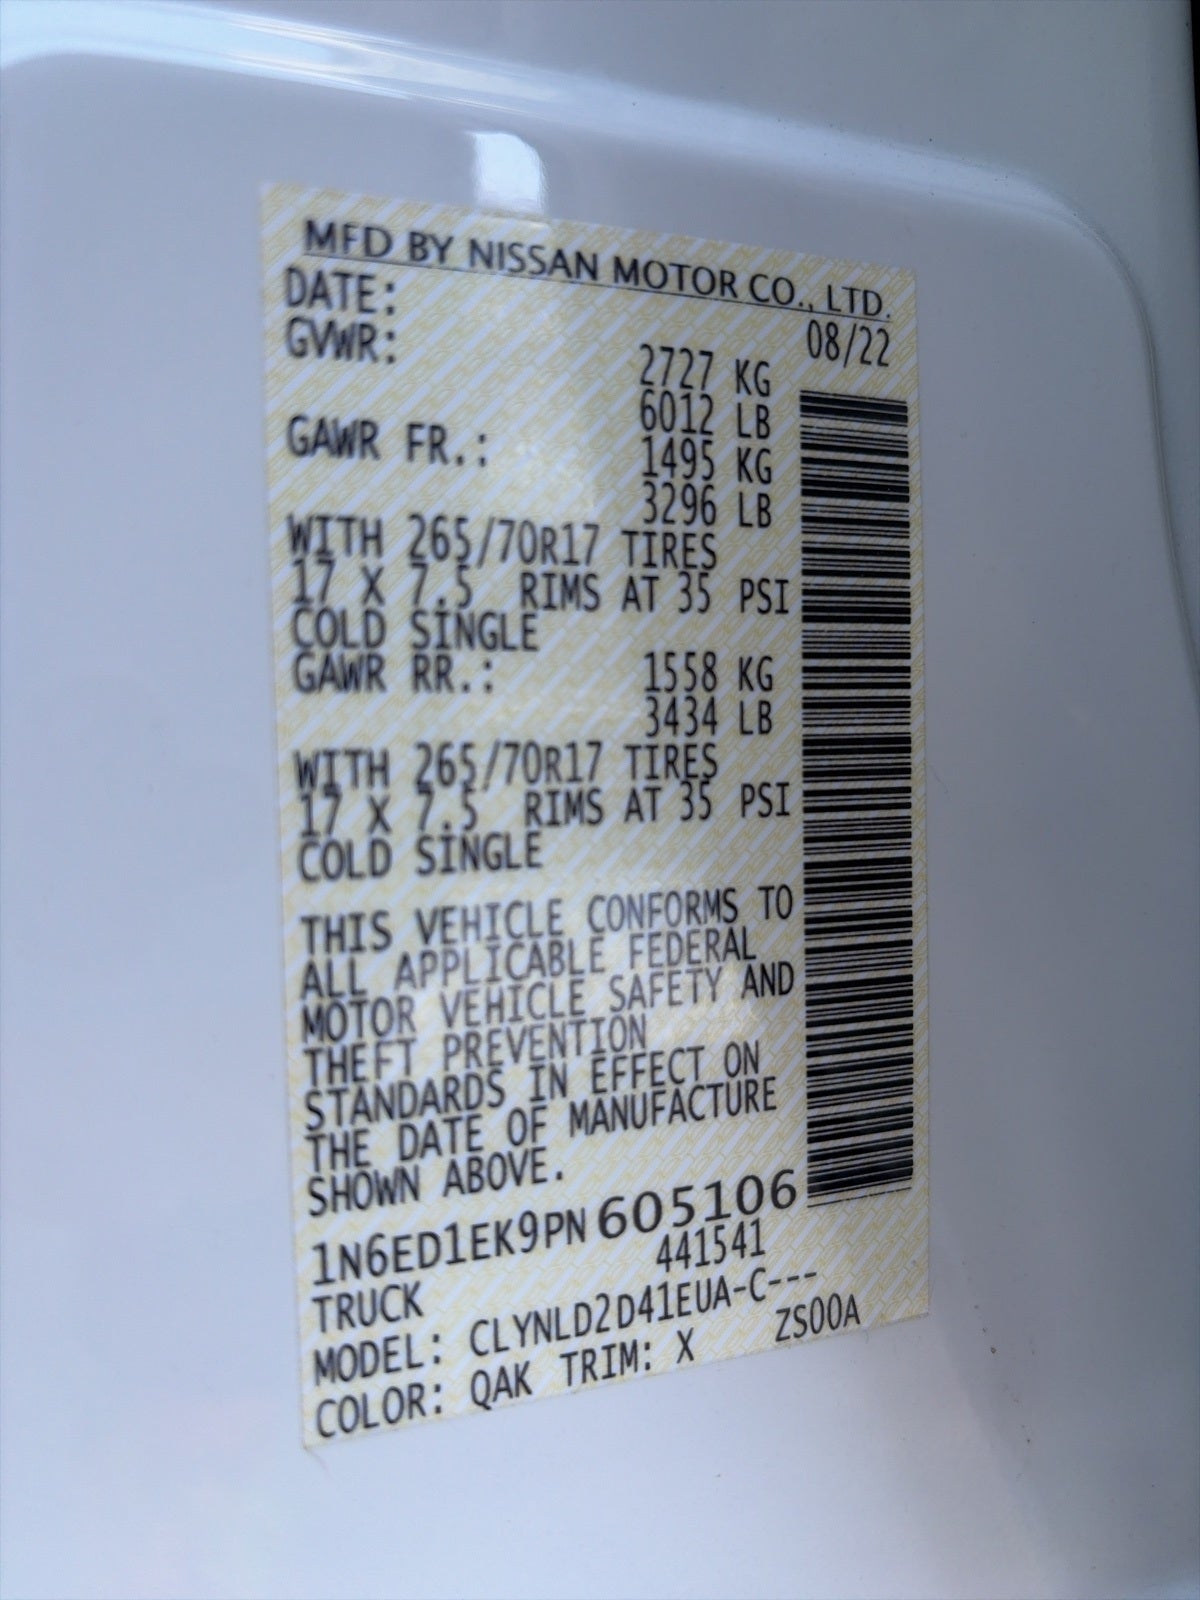 MFD BY NISSAN MOTOR CO., LTD.
DATE: 08/22
GVWR: 2727 KG
6012 LB
GAWR FR.: 1495 KG
3296 LB
WITH 265/70R17 TIRES
17 X 7.5 RIMS AT 35 PSI
COLD SINGLE
GAWR RR.: 1558 KG
3434 LB
WITH 265/70R17 TIRES
17 X 7.5 RIMS AT 35 PSI
COLD SINGLE
THIS VEHICLE CONFORMS TO
ALL APPLICABLE FEDERAL
MOTOR VEHICLE SAFETY AND
THEFT PREVENTION
STANDARDS IN EFFECT ON
THE DATE OF MANUFACTURE
SHOWN ABOVE.
1N6ED1EK9PN605106
TRUCK 441541
MODEL: CLYNLD2D41EUA-C---
COLOR: QAK TRIM: X ZS00A